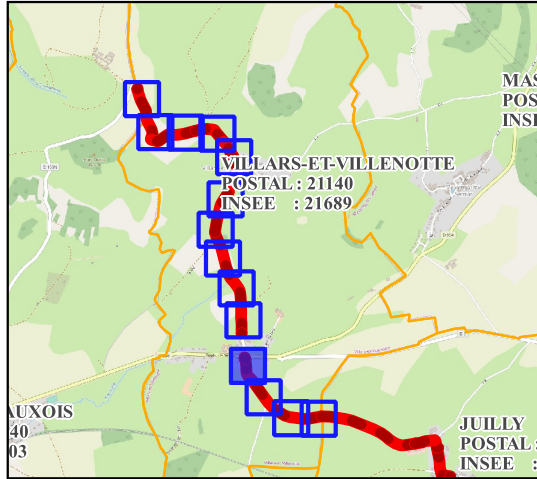 MAS
POS
INSE
VILLARS-ET-VILLENOTTE
POSTAL : 21140
INSEE : 21689
AUXOIS
40
03
JUILLY
POSTAL :
INSEE :